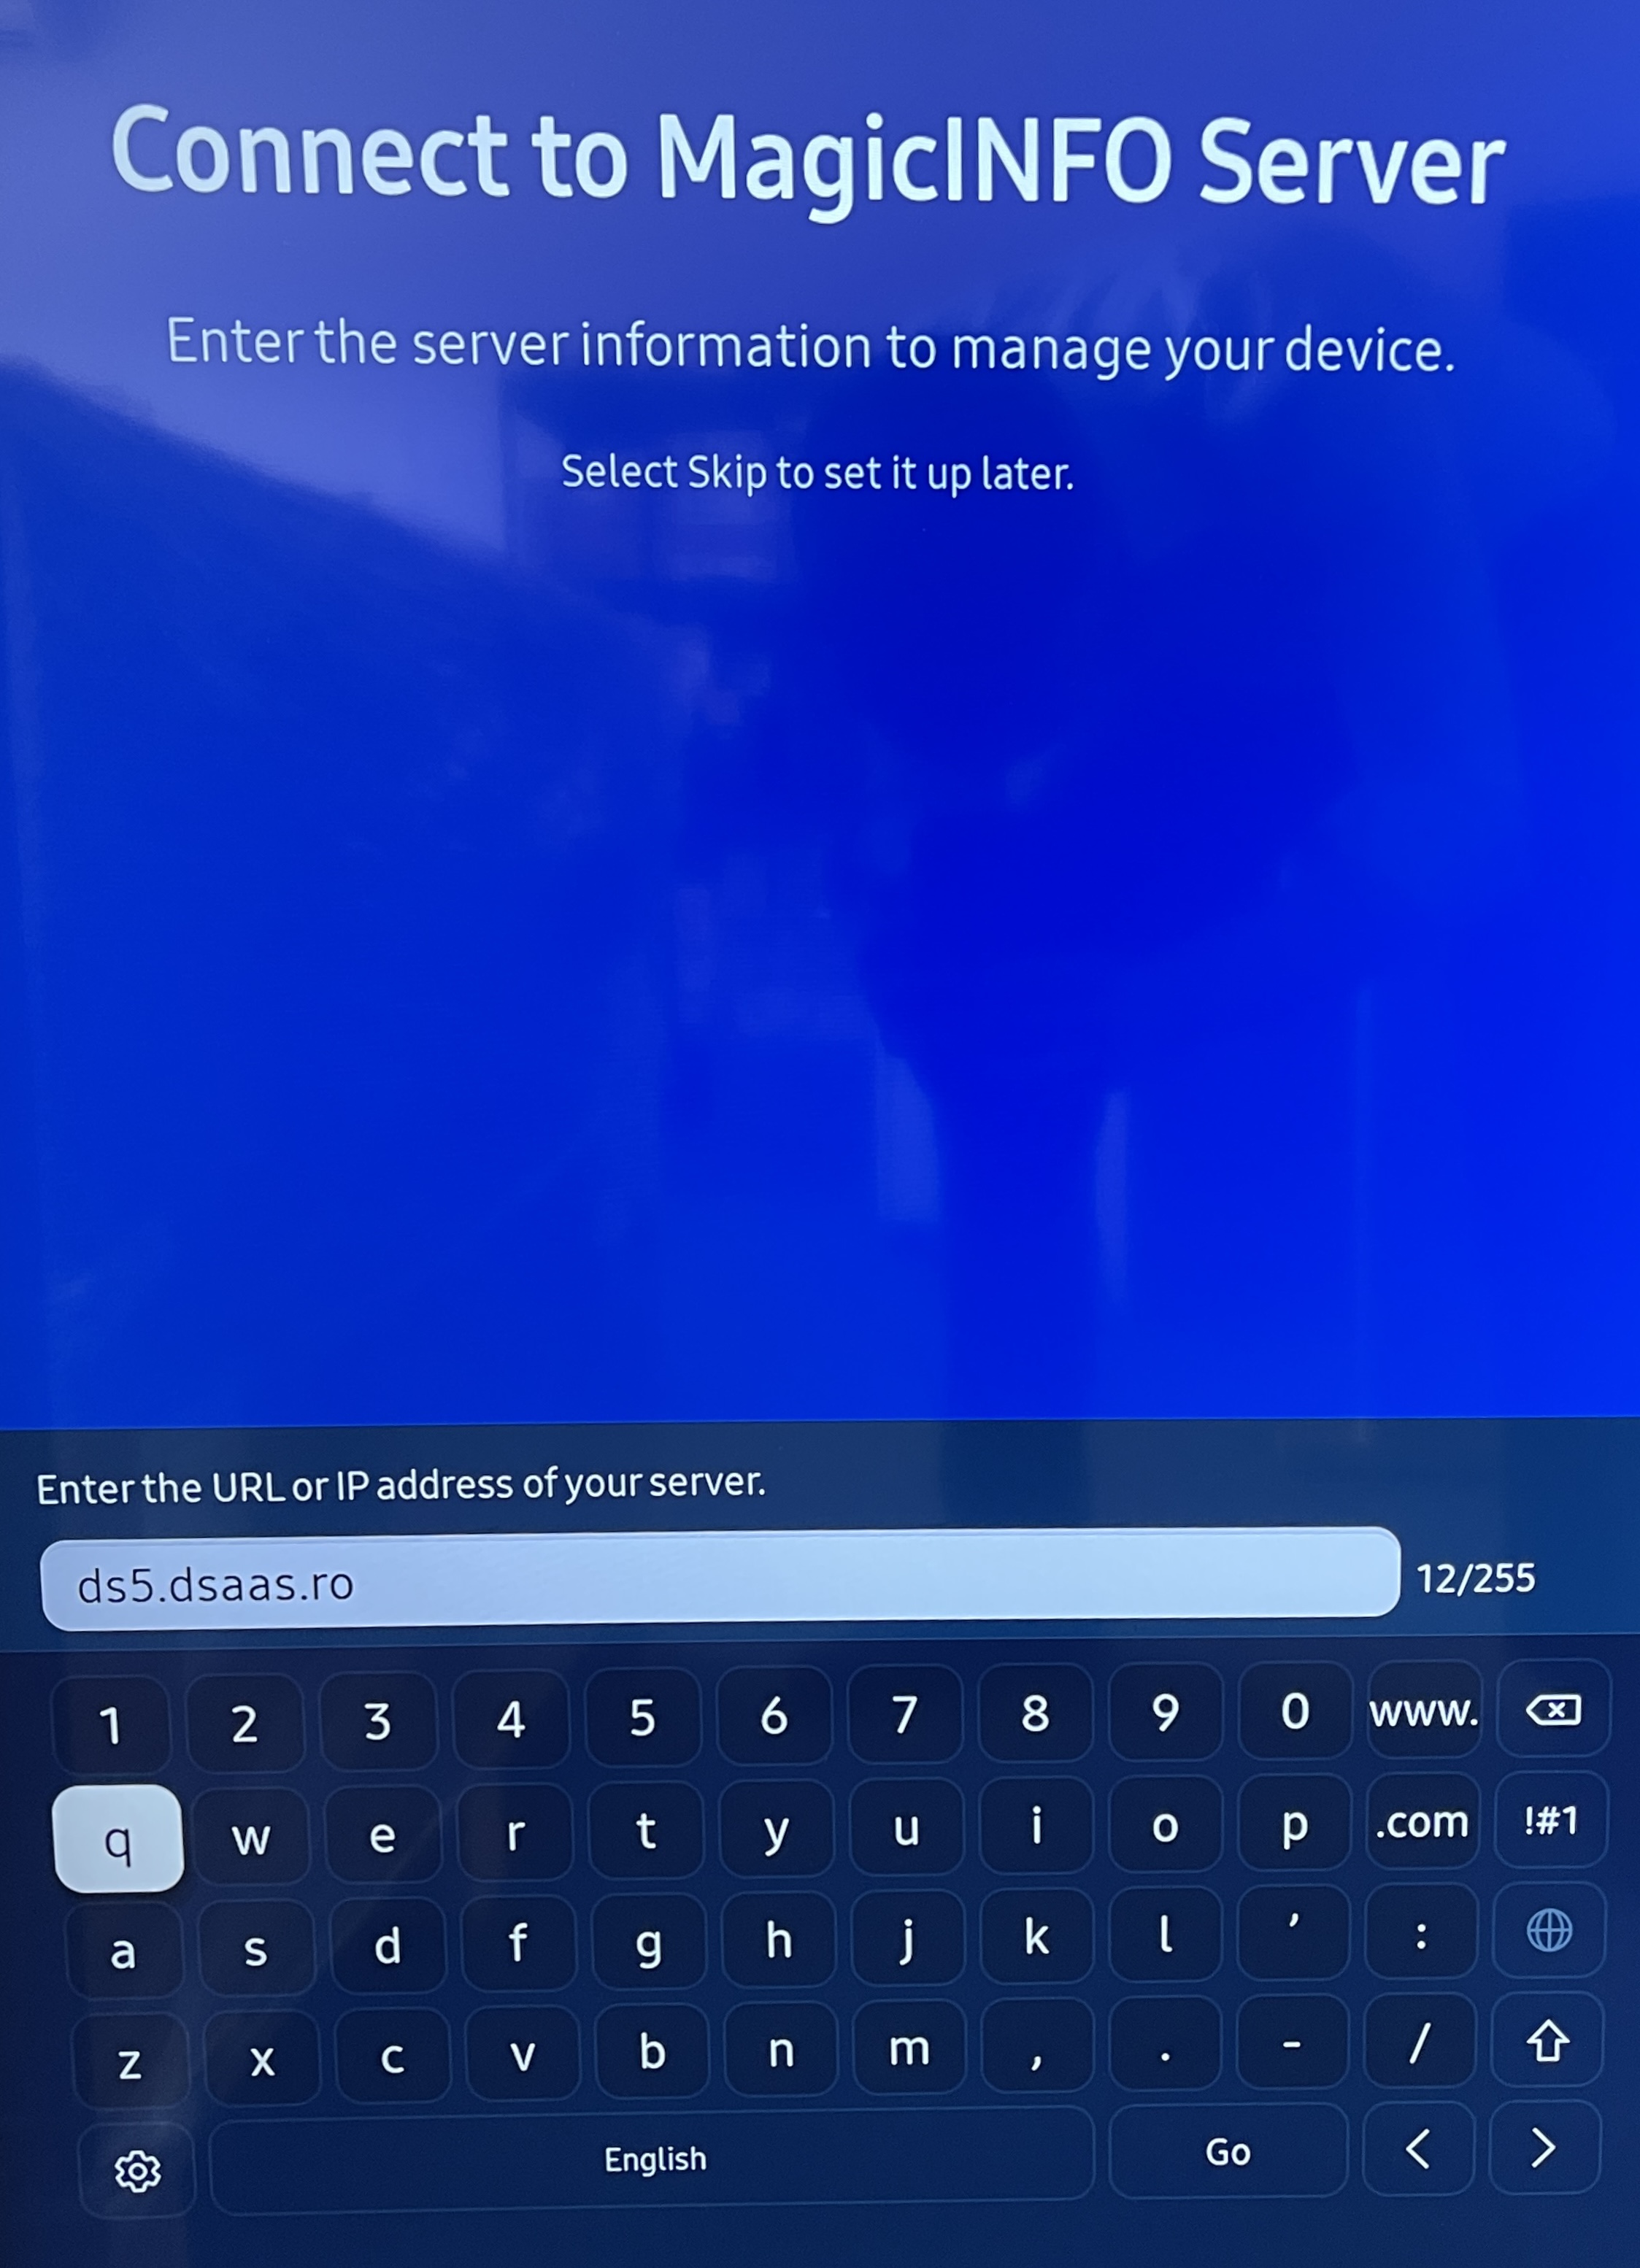 Connect to MagicINFO Server
Enter the server information to manage your device.
Select Skip to set it up later.
Enter the URL or IP address of your server.
ds5.dsaas.ro 12/255
1 2 3 4 5 6 7 8 9 0 www.
q w e r t y u i o p .com !#1
a s d f g h j k l ’ :
z x c v b n m , . - /
English Go < >